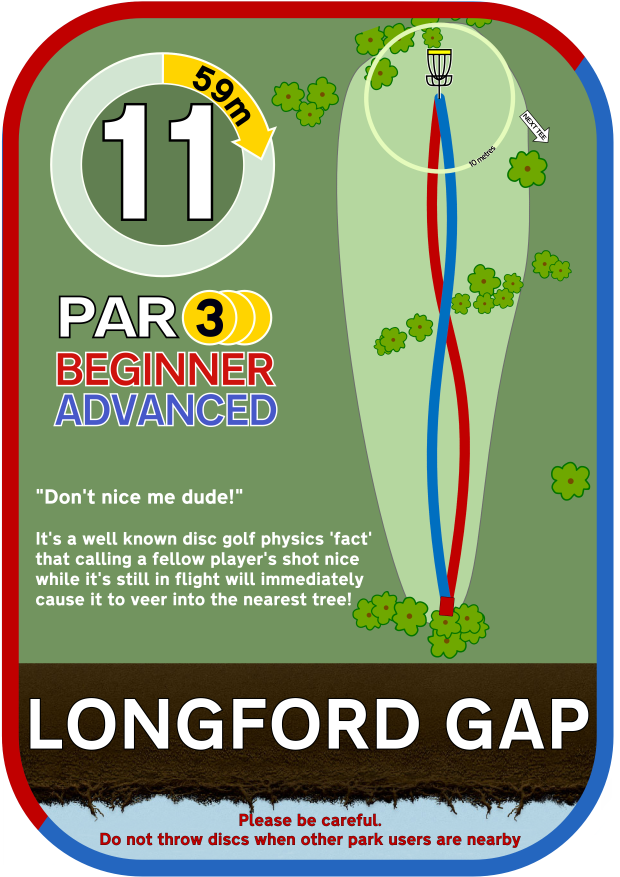 59m
11
PAR 3
BEGINNER
ADVANCED
NEXT TEE
10 metres
"Don't nice me dude!"
It's a well known disc golf physics 'fact'
that calling a fellow player's shot nice
while it's still in flight will immediately
cause it to veer into the nearest tree!
LONGFORD GAP
Please be careful.
Do not throw discs when other park users are nearby